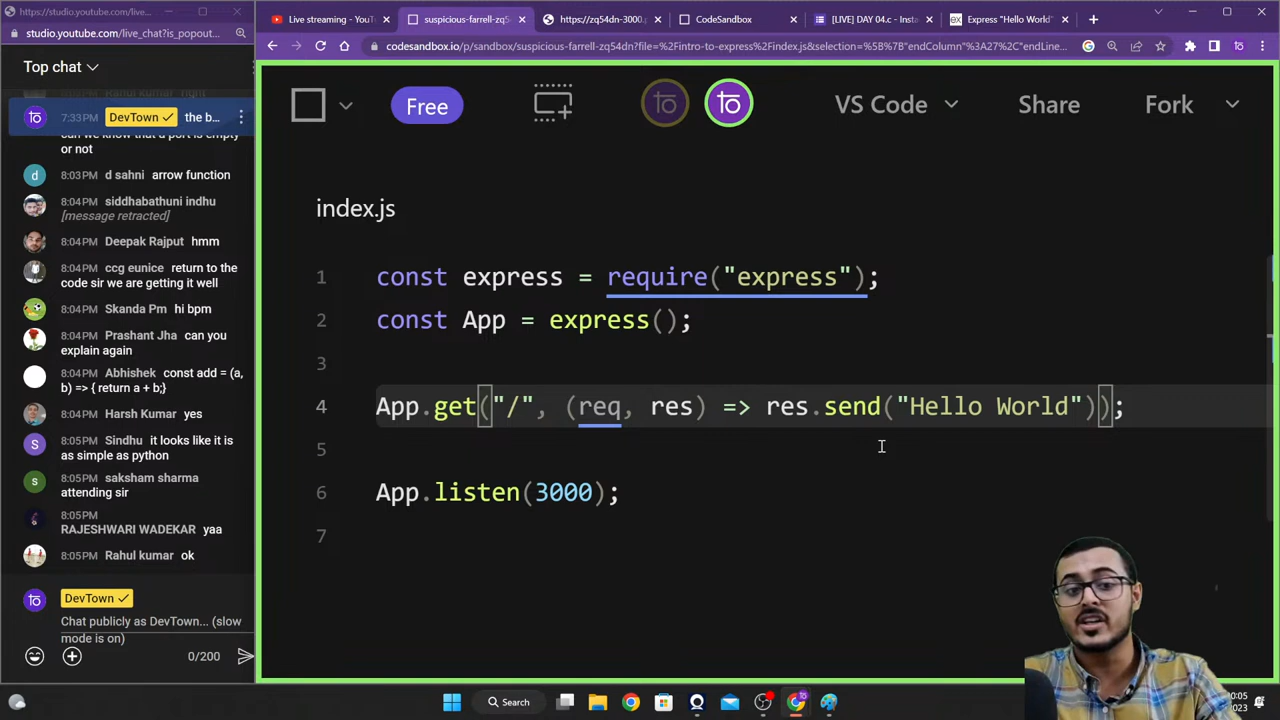 https://studio.youtube.com/live_chat?is_popout...
studio.youtube.com/live_chat?is_popout...
Top chat
7:33PM DevTown the b...
can we know that a port is empty
or not
8:03PM d sahni arrow function
8:04PM siddhabathuni indhu
[message retracted]
8:04PM Deepak Rajput hmm
8:04PM ccg eunice return to the
code sir we are getting it well
8:04PM Skanda Pm hi bpm
8:04PM Prashant Jha can you
explain again
8:04PM Abhishek const add = (a,
b) => { return a + b;}
8:04PM Harsh Kumar yes
8:05PM Sindhu it looks like it is
as simple as python
8:05PM saksham sharma
attending sir
8:05PM
RAJESHWARI WADEKAR yaa
8:05PM Rahul kumar ok
DevTown
Chat publicly as DevTown... (slow
mode is on)
0/200
Live streaming - YouT
suspicious-farrell-zq5
https://zq54dn-3000.p
CodeSandbox
[LIVE] DAY 04.c - Insta
ex Express "Hello World"
codesandbox.io/p/sandbox/suspicious-farrell-zq54dn?file=%2Fintro-to-express%2Findex.js&selection=%5B%7B"endColumn"%3A27%2C"endLine...
Free
VS Code
Share
Fork
index.js
1 const express = require("express");
2 const App = express();
3
4 App.get("/", (req, res) => res.send("Hello World"));
5
6 App.listen(3000);
7
Search